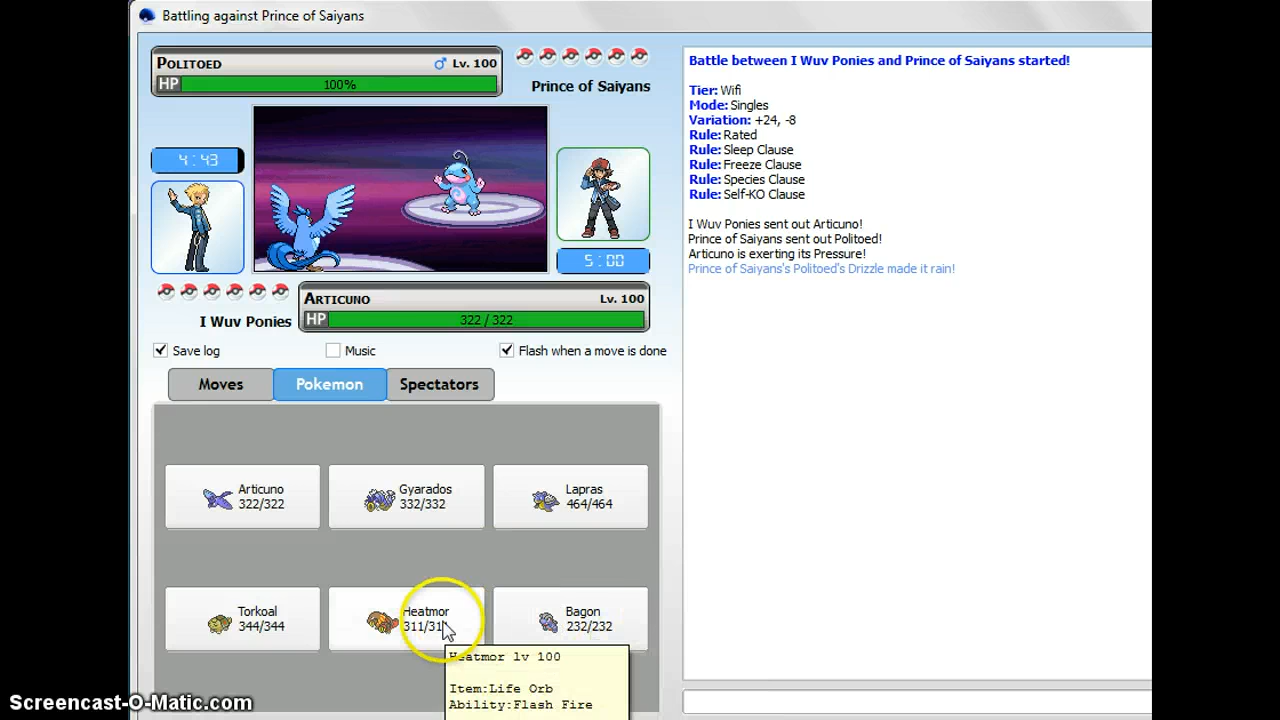 Battling against Prince of Saiyans
POLITOED ♂ Lv. 100
HP 100%
Prince of Saiyans
4:43
5:00
I Wuv Ponies
ARTICUNO Lv. 100
HP 322 / 322
Save log
Music
Flash when a move is done
Moves
Pokemon
Spectators
Articuno
322/322
Gyarados
332/332
Lapras
464/464
Torkoal
344/344
Heatmor
Bagon
232/232
Heatmor lv 100
Item:Life Orb
Ability:Flash Fire
Battle between I Wuv Ponies and Prince of Saiyans started!
Tier: Wifi
Mode: Singles
Variation: +24, -8
Rule: Rated
Rule: Sleep Clause
Rule: Freeze Clause
Rule: Species Clause
Rule: Self-KO Clause
I Wuv Ponies sent out Articuno!
Prince of Saiyans sent out Politoed!
Articuno is exerting its Pressure!
Prince of Saiyans's Politoed's Drizzle made it rain!
Screencast-O-Matic.com